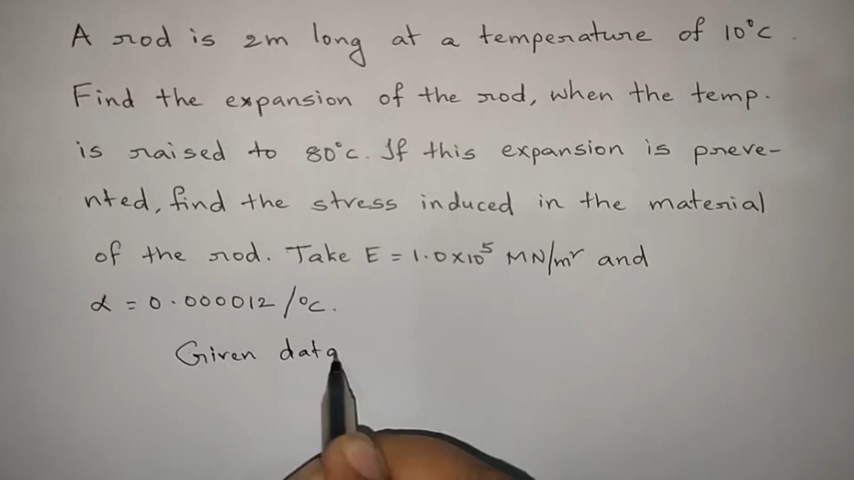 A rod is 2m long at a temperature of 10°c.
Find the expansion of the rod, when the temp.
is raised to 80°c. If this expansion is preve-
nted, find the stress induced in the material
of the rod. Take E = 1.0×10⁵ MN/m² and
α = 0.000012/°c.
Given data